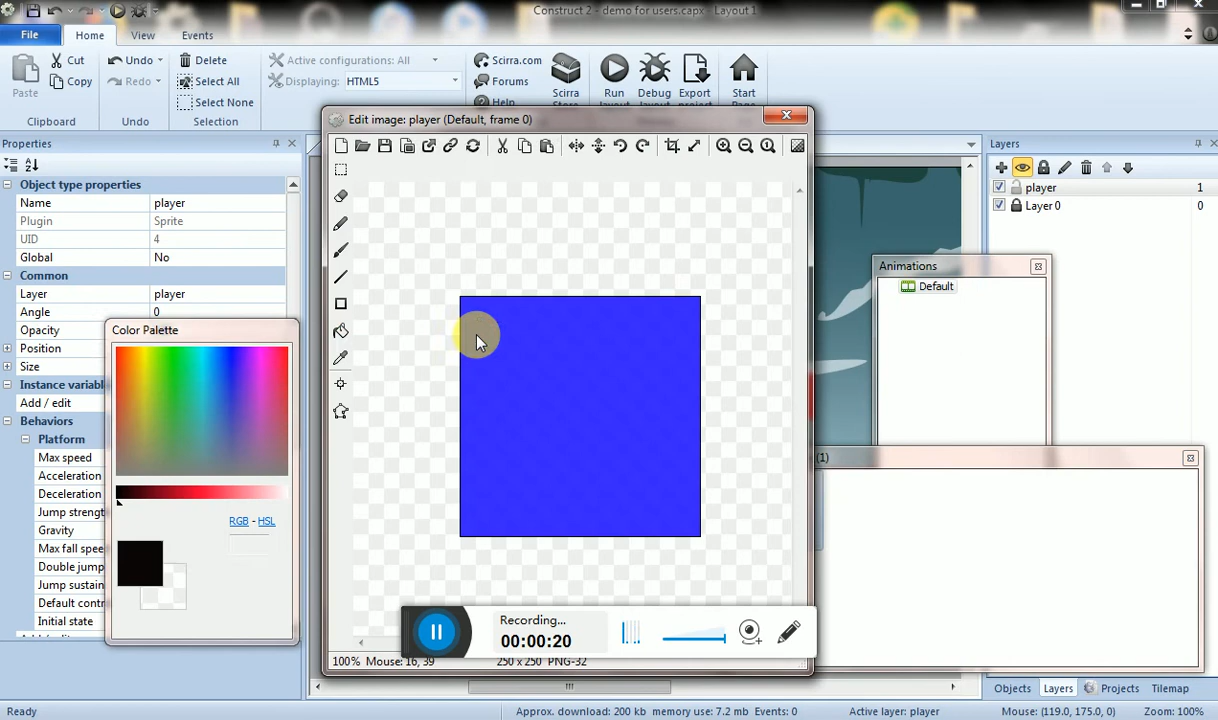 Construct 2 - demo for users.capx - Layout 1
File
Home
View
Events
Paste
Cut
Copy
Clipboard
Undo
Redo
Undo
Delete
Select All
Select None
Selection
Active configurations: All
Displaying:
HTML5
Scirra.com
Forums
Help
Scirra
Store
Run
layout
Debug
layout
Export
project
Start
Page
Properties
Object type properties
Name
player
Plugin
Sprite
UID
4
Global
No
Common
Layer
player
Angle
0
Opacity
Position
Size
Instance variab
Add / edit
Behaviors
Platform
Max speed
Acceleration
Deceleration
Jump strengt
Gravity
Max fall spee
Double jump
Jump sustain
Default contr
Initial state
Color Palette
RGB - HSL
Edit image: player (Default, frame 0)
100%
Mouse: 16, 39
250 x 250
PNG-32
Recording...
00:00:20
Animations
Default
(1)
Layers
player
1
Layer 0
0
Objects
Layers
Projects
Tilemap
Ready
Approx. download: 200 kb
memory use: 7.2 mb
Events: 0
Active layer: player
Mouse: (119.0, 175.0, 0)
Zoom: 100%